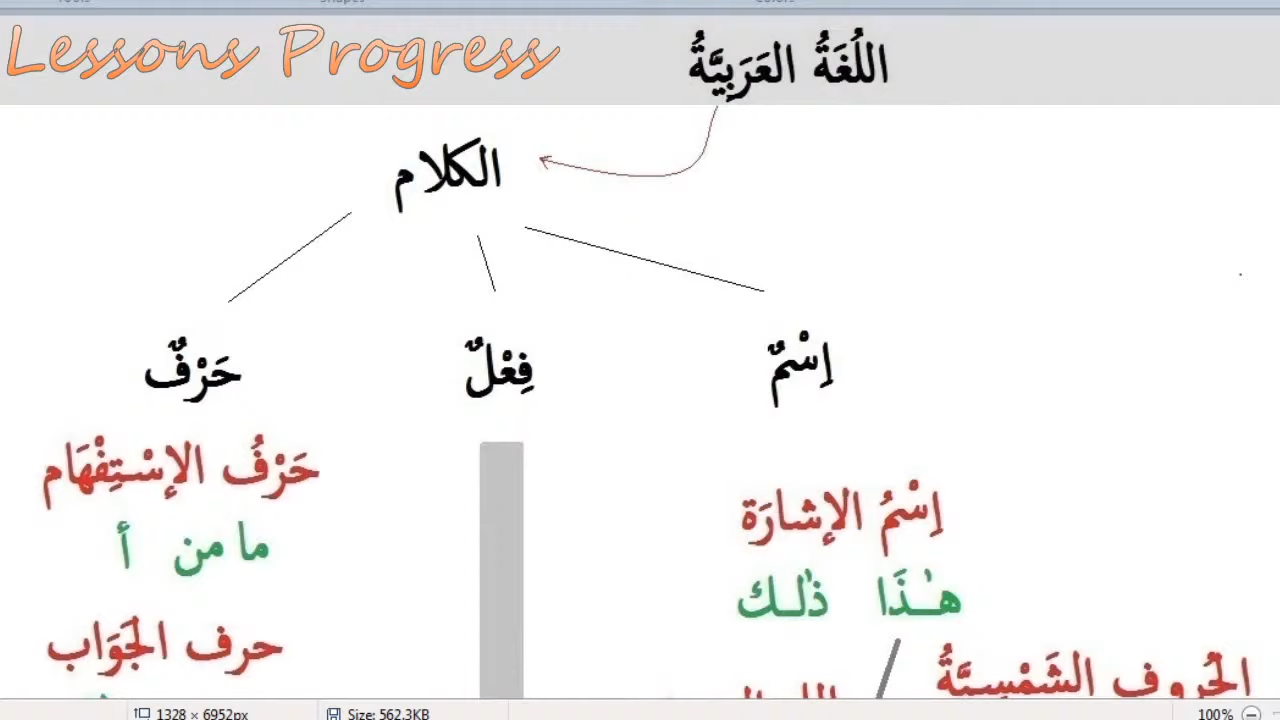 Lessons Progress
اللُغَةُ العَرَبِيَّةُ
الكلام
اِسْمٌ فِعْلٌ حَرْفٌ
حَرْفُ الإسْتِفْهَام
اِسْمُ الإشارَة
ما من أ
هٰذَا ذٰلك
حرف الجَوَاب
الحُروف الشَمْسِيَّةُ
1328 × 6952px Size: 562.3KB 100%